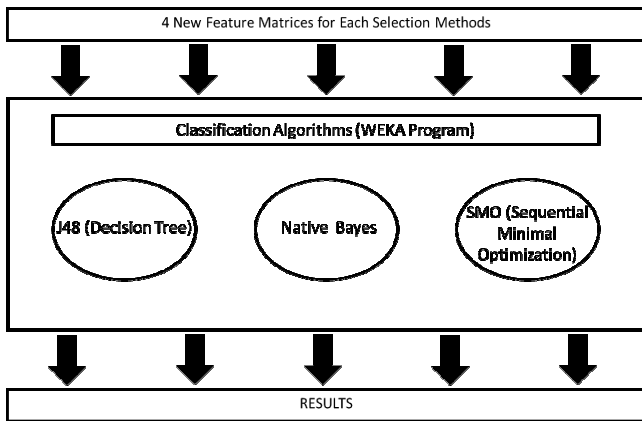 4 New Feature Matrices for Each Selection Methods
Classification Algorithms (WEKA Program)
J48 (Decision Tree)
Native Bayes
SMO (Sequential
Minimal
Optimization)
RESULTS